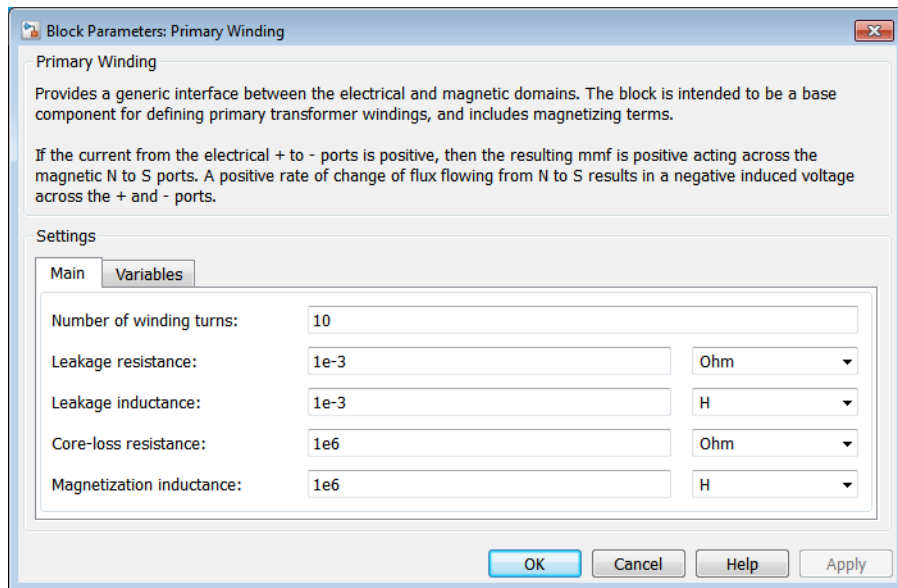 Block Parameters: Primary Winding
Primary Winding
Provides a generic interface between the electrical and magnetic domains. The block is intended to be a base
component for defining primary transformer windings, and includes magnetizing terms.
If the current from the electrical + to - ports is positive, then the resulting mmf is positive acting across the
magnetic N to S ports. A positive rate of change of flux flowing from N to S results in a negative induced voltage
across the + and - ports.
Settings
Main Variables
Number of winding turns: 10
Leakage resistance: 1e-3 Ohm
Leakage inductance: 1e-3 H
Core-loss resistance: 1e6 Ohm
Magnetization inductance: 1e6 H
OK Cancel Help Apply